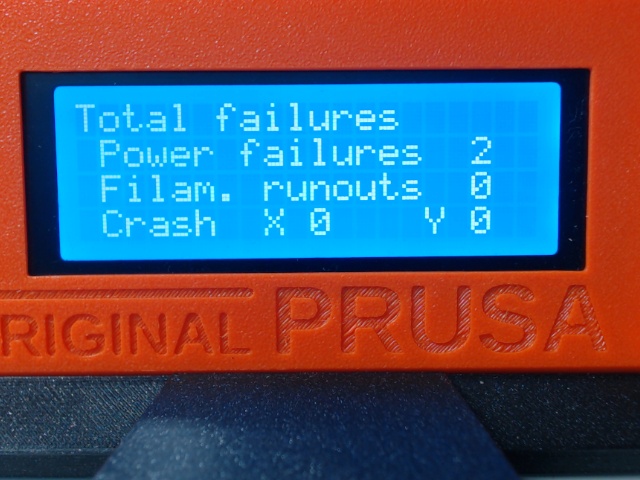 Total failures
Power failures 2
Filam. runouts 0
Crash X 0 Y 0
RIGINAL PRUSA